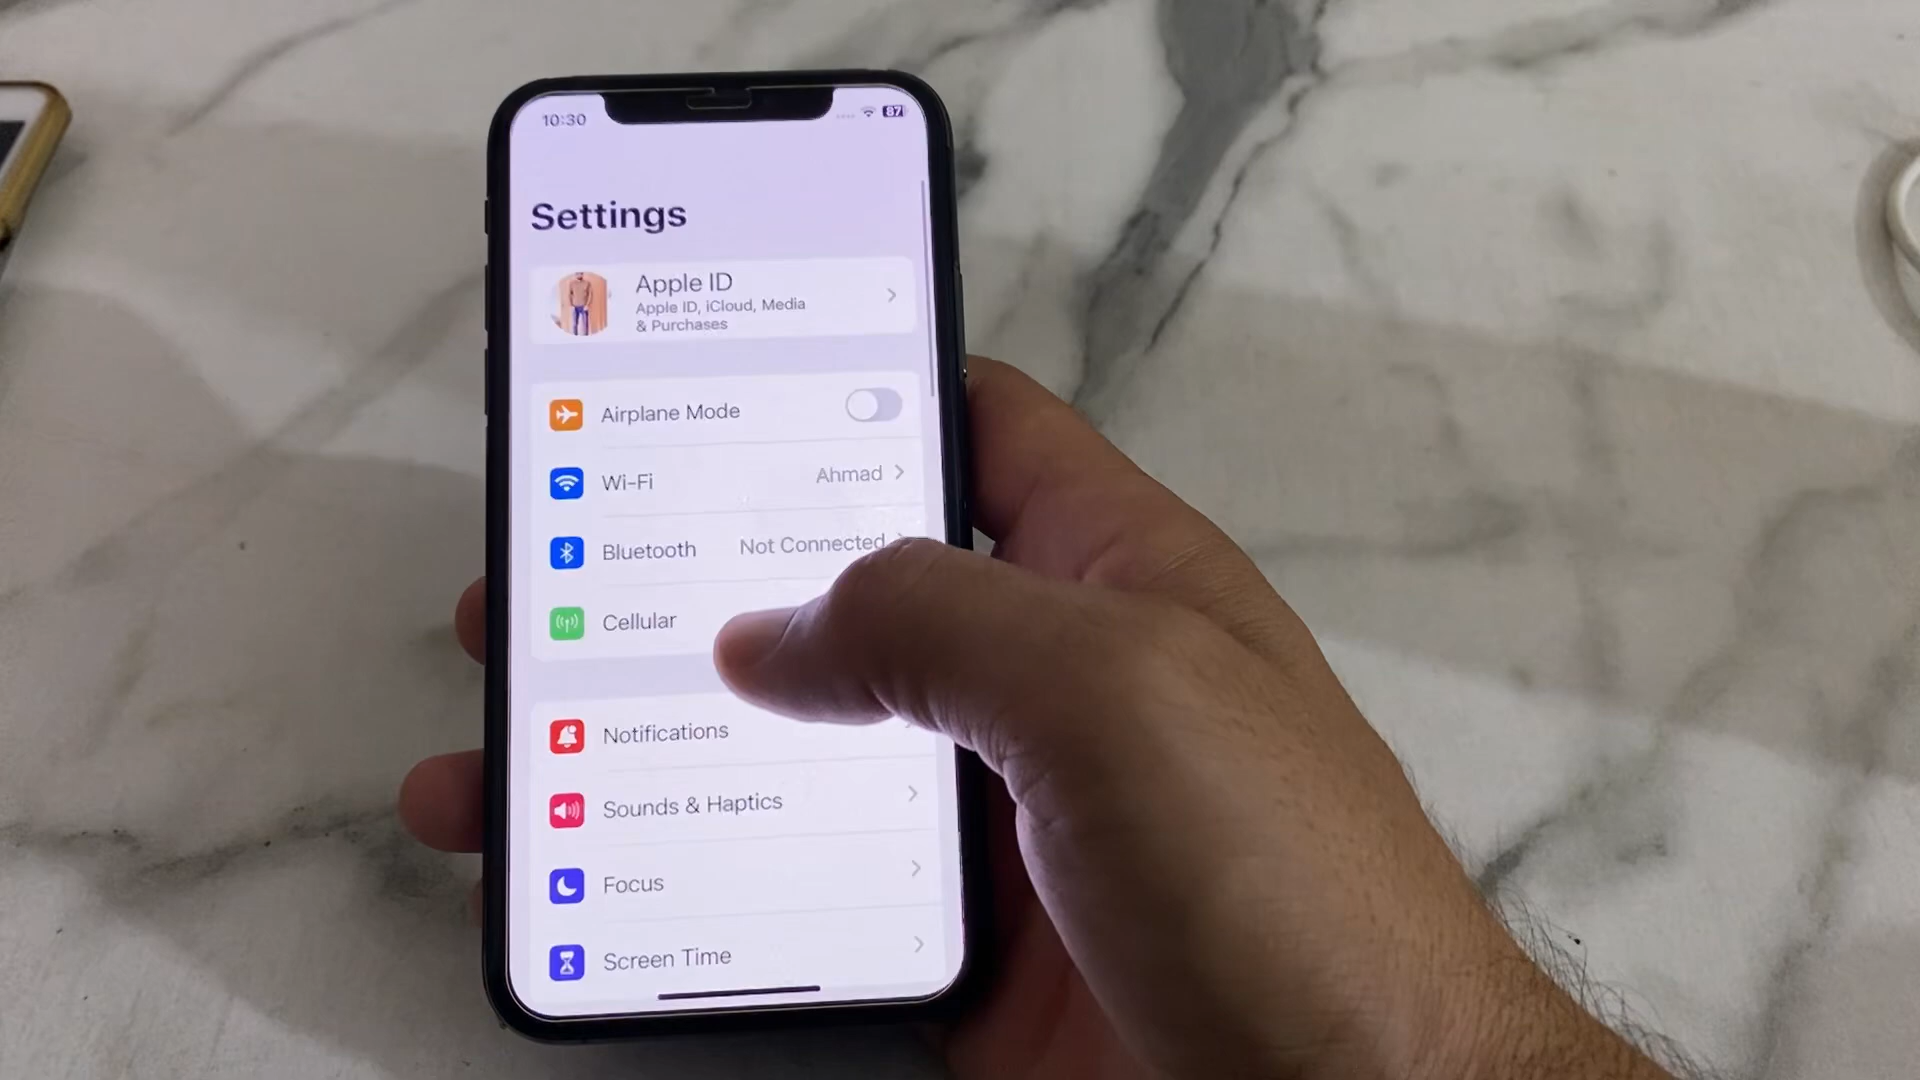 10:30
87
Settings
Apple ID
Apple ID, iCloud, Media
& Purchases
Airplane Mode
Wi-Fi Ahmad
Bluetooth Not Connected
Cellular
Notifications
Sounds & Haptics
Focus
Screen Time